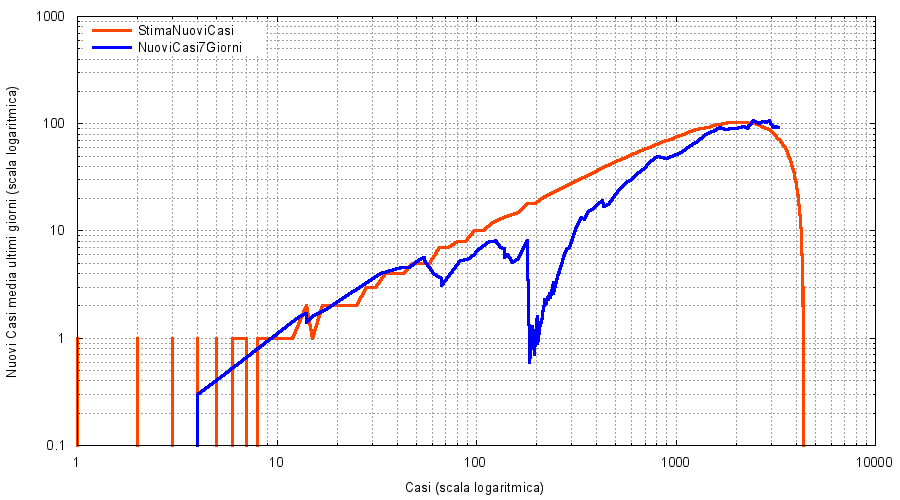 1000
100
10
1
0.1
Nuovi Casi media ultimi giorni (scala logaritmica)
StimaNuoviCasi
NuoviCasi7Giorni
1
10
100
1000
10000
Casi (scala logaritmica)